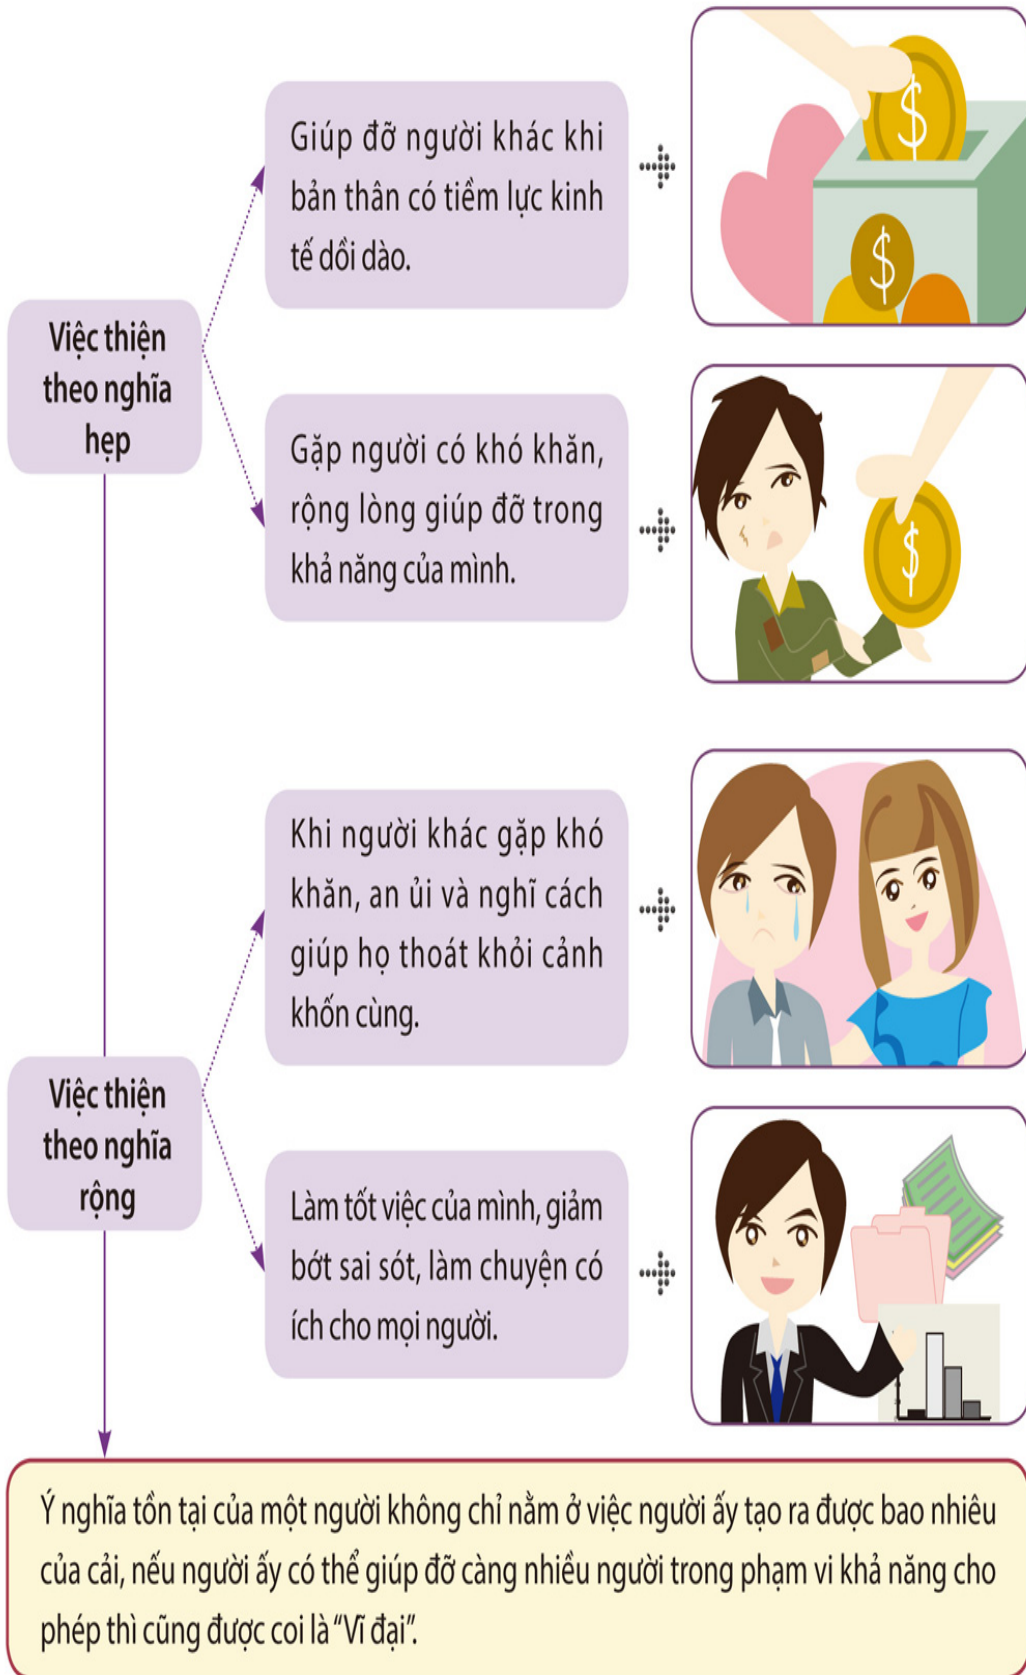 Giúp đỡ người khác khi
bản thân có tiềm lực kinh
tế dồi dào.
Việc thiện
theo nghĩa
hẹp
Gặp người có khó khăn,
rộng lòng giúp đỡ trong
khả năng của mình.
Khi người khác gặp khó
khăn, an ủi và nghĩ cách
giúp họ thoát khỏi cảnh
khốn cùng.
Việc thiện
theo nghĩa
rộng
Làm tốt việc của mình, giảm
bớt sai sót, làm chuyện có
ích cho mọi người.
$
$
$
Ý nghĩa tồn tại của một người không chỉ nằm ở việc người ấy tạo ra được bao nhiêu
của cải, nếu người ấy có thể giúp đỡ càng nhiều người trong phạm vi khả năng cho
phép thì cũng được coi là “Vĩ đại”.